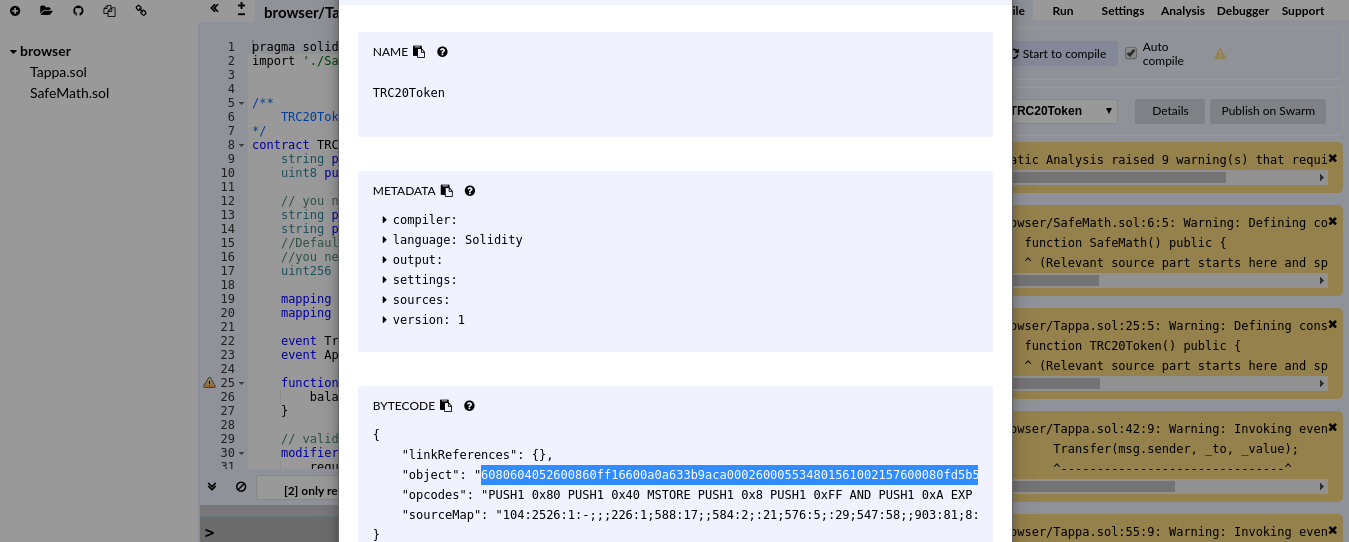 browser/Ta
ile Run Settings Analysis Debugger Support
browser
Tappa.sol
SafeMath.sol
1 pragma solid
2 import './Sa
3
4
5 /**
6 TRC20Tok
7 */
8 contract TRC
9 string p
10 uint8 pu
11
12 // you n
13 string p
14 string p
15 //Defaul
16 //you ne
17 uint256
18
19 mapping
20 mapping
21
22 event Tr
23 event Ap
24
25 function
26 bala
27 }
28
29 // valid
30 modifier
31 requ
[2] only re
>
NAME
TRC20Token
METADATA
compiler:
language: Solidity
output:
settings:
sources:
version: 1
BYTECODE
{
"linkReferences": {},
"object": "6080604052600860ff16600a0a633b9aca000260005534801561002157600080fd5b5
"opcodes": "PUSH1 0x80 PUSH1 0x40 MSTORE PUSH1 0x8 PUSH1 0xFF AND PUSH1 0xA EXP
"sourceMap": "104:2526:1:-;;;226:1;588:17;;584:2;:21;576:5;:29;547:58;;903:81;8:
}
Start to compile
Auto compile
TRC20Token
Details
Publish on Swarm
atic Analysis raised 9 warning(s) that requi
owser/SafeMath.sol:6:5: Warning: Defining co
function SafeMath() public {
^ (Relevant source part starts here and sp
owser/Tappa.sol:25:5: Warning: Defining cons
function TRC20Token() public {
^ (Relevant source part starts here and sp
owser/Tappa.sol:42:9: Warning: Invoking even
Transfer(msg.sender, _to, _value);
^-------------------------------^
owser/Tappa.sol:55:9: Warning: Invoking even